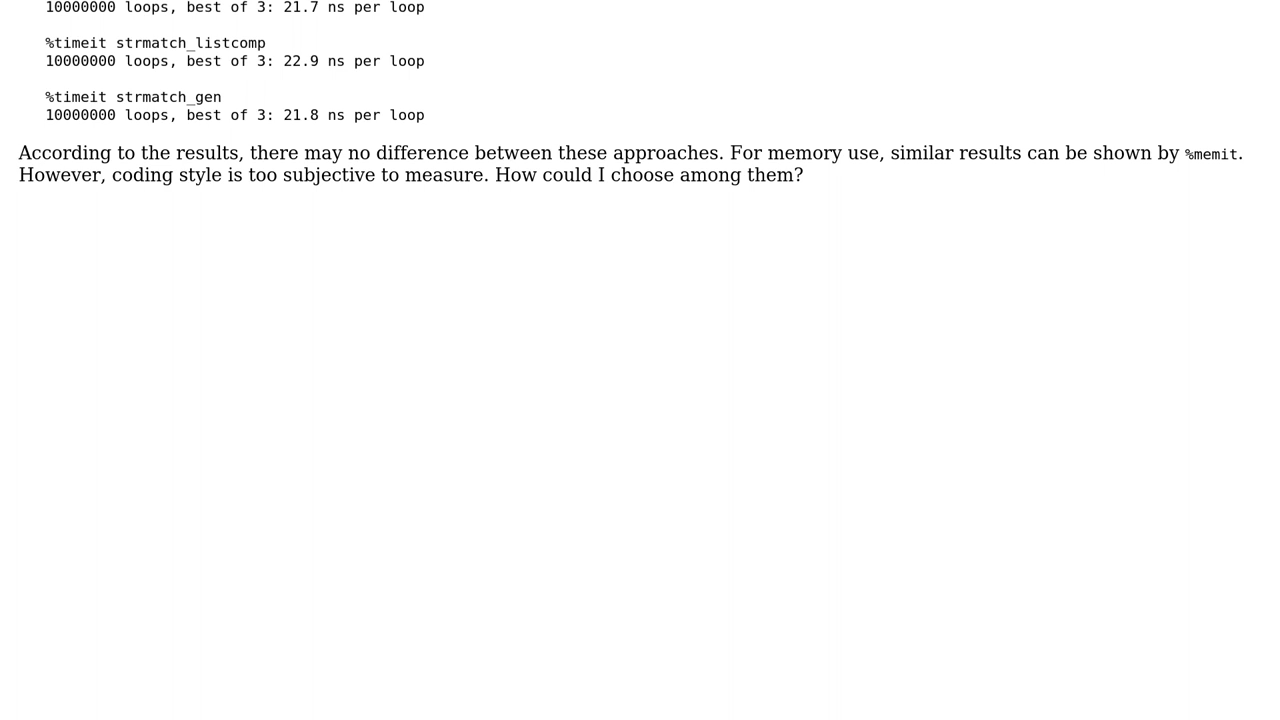 10000000 loops, best of 3: 21.7 ns per loop
%timeit strmatch_listcomp
10000000 loops, best of 3: 22.9 ns per loop
%timeit strmatch_gen
10000000 loops, best of 3: 21.8 ns per loop
According to the results, there may no difference between these approaches. For memory use, similar results can be shown by %memit.
However, coding style is too subjective to measure. How could I choose among them?